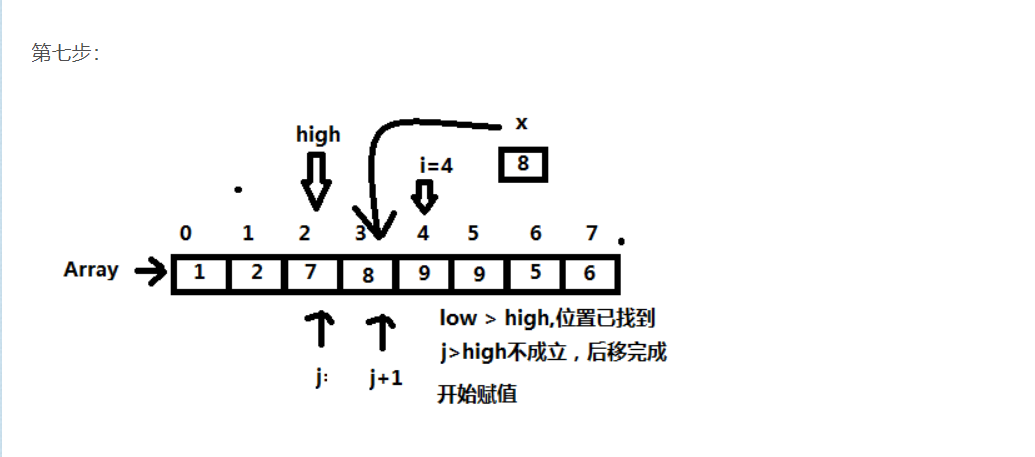 第七步：
high
x
i=4
8
0 1 2 3 4 5 6 7
Array
1 2 7 8 9 9 5 6
low > high,位置已找到
j>high不成立，后移完成
j:
j+1
开始赋值